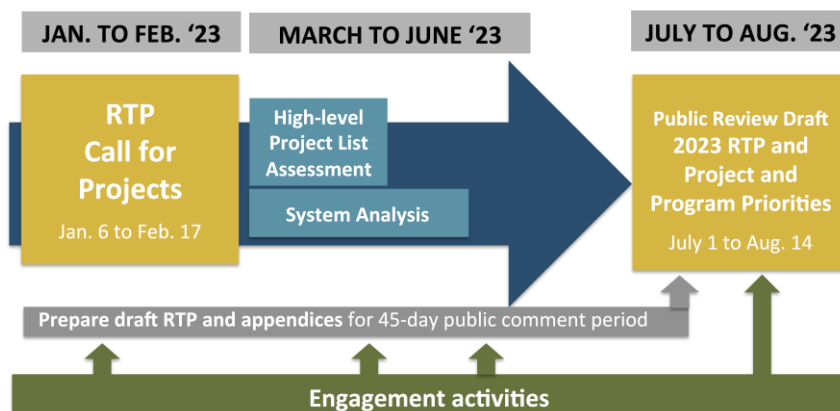 JAN. TO FEB. ‘23
MARCH TO JUNE ‘23
JULY TO AUG. ‘23
RTP
Call for
Projects
Jan. 6 to Feb. 17
High-level
Project List
Assessment
System Analysis
Public Review Draft
2023 RTP and
Project and
Program Priorities
July 1 to Aug. 14
Prepare draft RTP and appendices for 45-day public comment period
Engagement activities